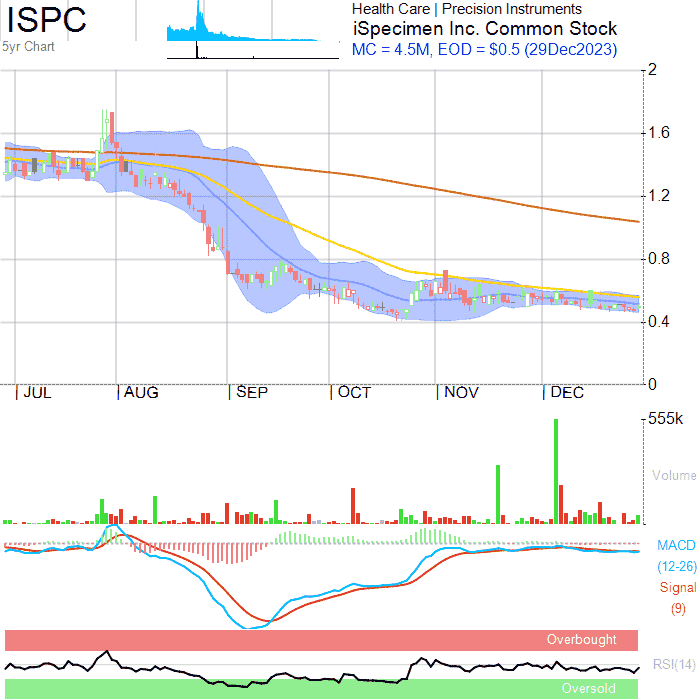 ISPC
5yr Chart
Health Care | Precision Instruments
iSpecimen Inc. Common Stock
MC = 4.5M, EOD = $0.5 (29Dec2023)
2
1.6
1.2
0.8
0.4
0
JUL AUG SEP OCT NOV DEC
555k
Volume
MACD
(12-26)
Signal
(9)
Overbought
RSI(14)
Oversold